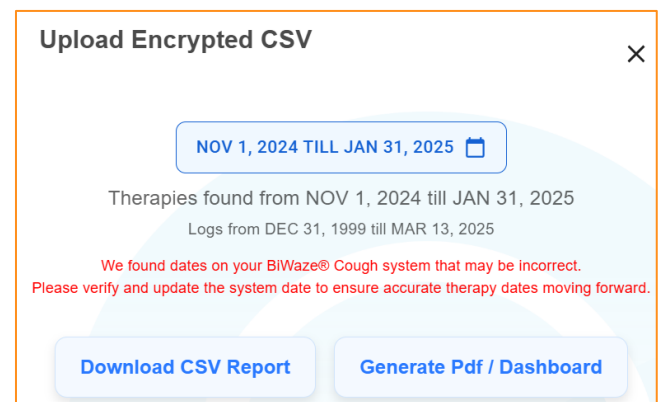 Upload Encrypted CSV
NOV 1, 2024 TILL JAN 31, 2025
Therapies found from NOV 1, 2024 till JAN 31, 2025
Logs from DEC 31, 1999 till MAR 13, 2025
We found dates on your BiWaze® Cough system that may be incorrect.
Please verify and update the system date to ensure accurate therapy dates moving forward.
Download CSV Report
Generate Pdf / Dashboard